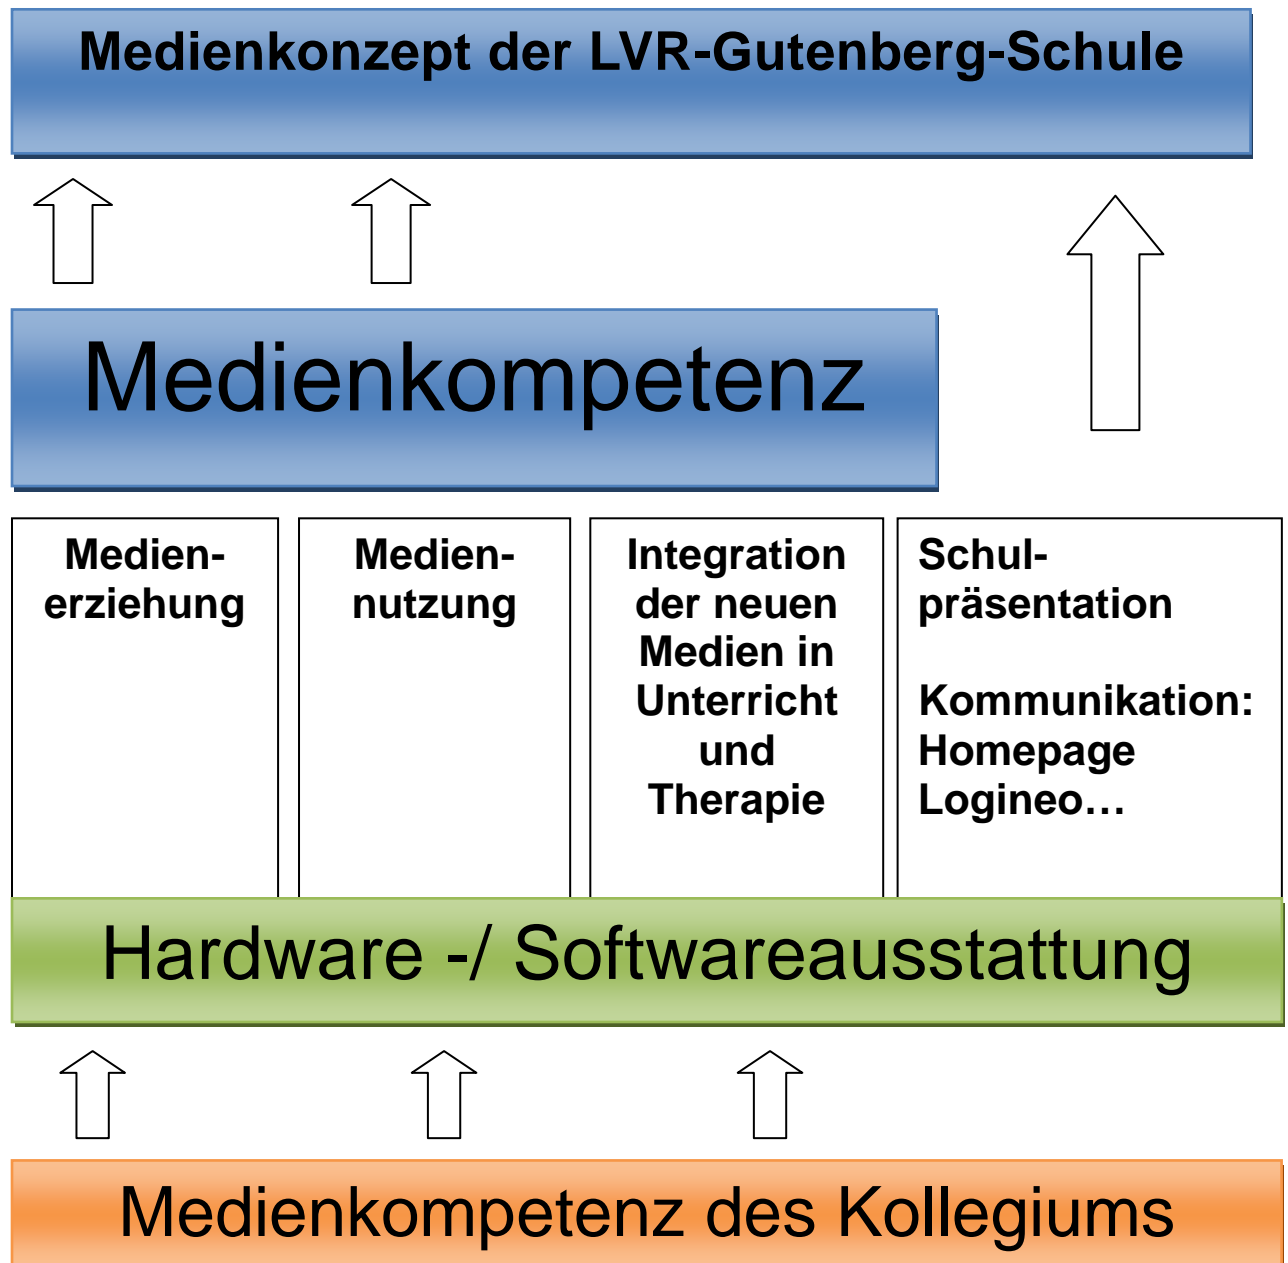 Medienkonzept der LVR-Gutenberg-Schule
Medienkompetenz
Medien-
erziehung
Medien-
nutzung
Integration
der neuen
Medien in
Unterricht
und
Therapie
Schul-
präsentation
Kommunikation:
Homepage
Logineo…
Hardware -/ Softwareausstattung
Medienkompetenz des Kollegiums